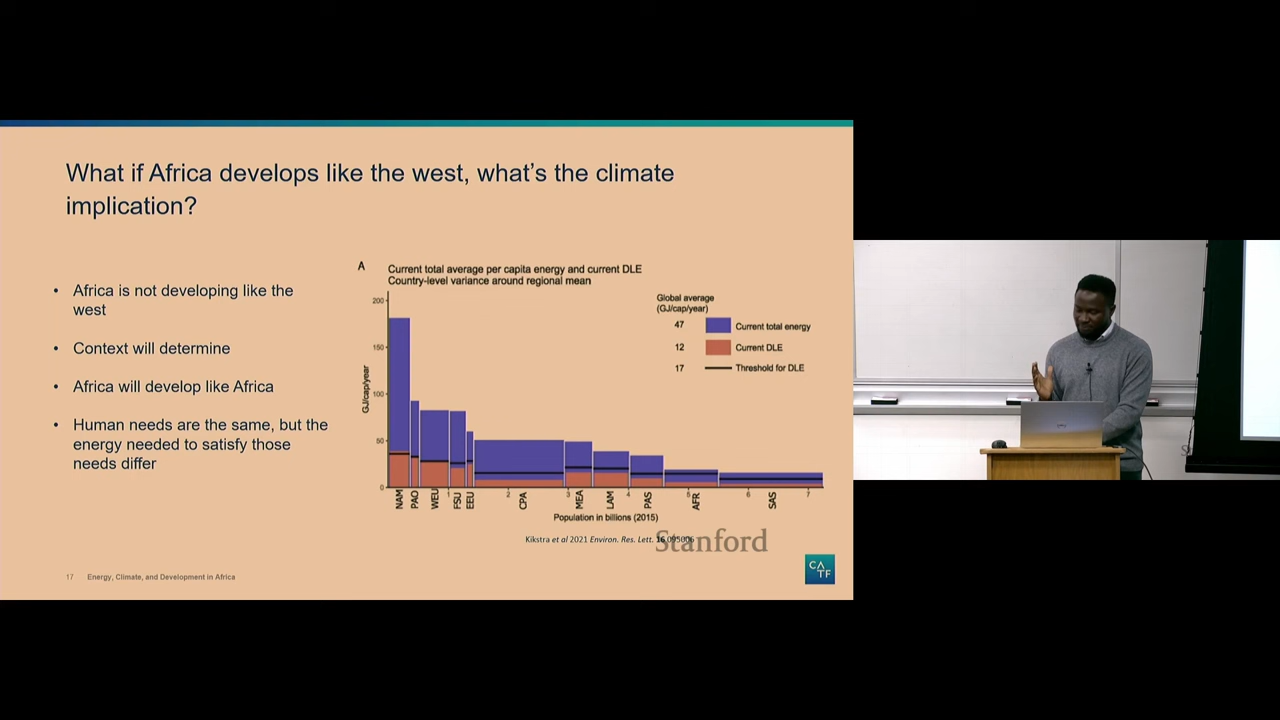 What if Africa develops like the west, what's the climate
implication?
• Africa is not developing like the
west
• Context will determine
• Africa will develop like Africa
• Human needs are the same, but the
energy needed to satisfy those
needs differ
A
Current total average per capita energy and current DLE
Country-level variance around regional mean
Global average
(GJ/cap/year)
47 Current total energy
12 Current DLE
17 Threshold for DLE
GJ/cap/year
200
150
100
50
0
1 2 3 4 5 6 7
NAM PAO WEU FSU EEU CPA MEA LAM PAS AFR SAS
Population in billions (2015)
Kikstra et al 2021 Environ. Res. Lett. 16 095006
Stanford
17 Energy, Climate, and Development in Africa
CATF